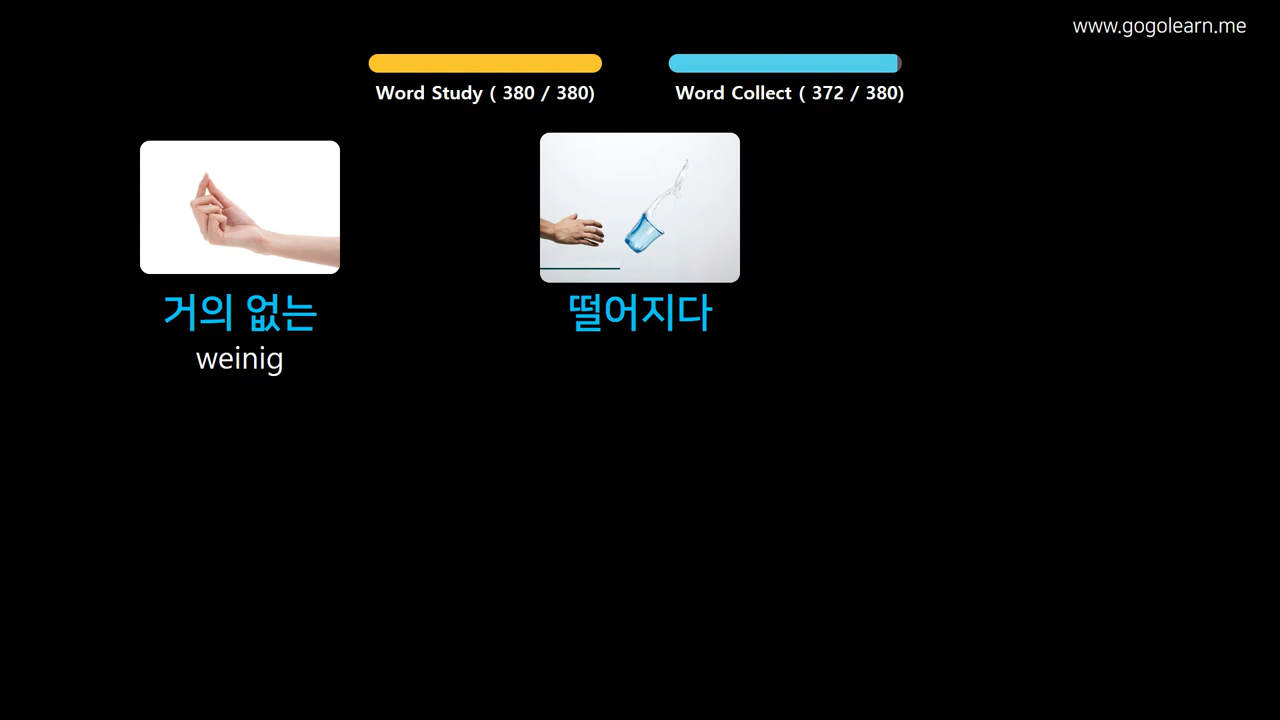 www.gogolearn.me
Word Study ( 380 / 380)
Word Collect ( 372 / 380)
거의 없는
weinig
떨어지다